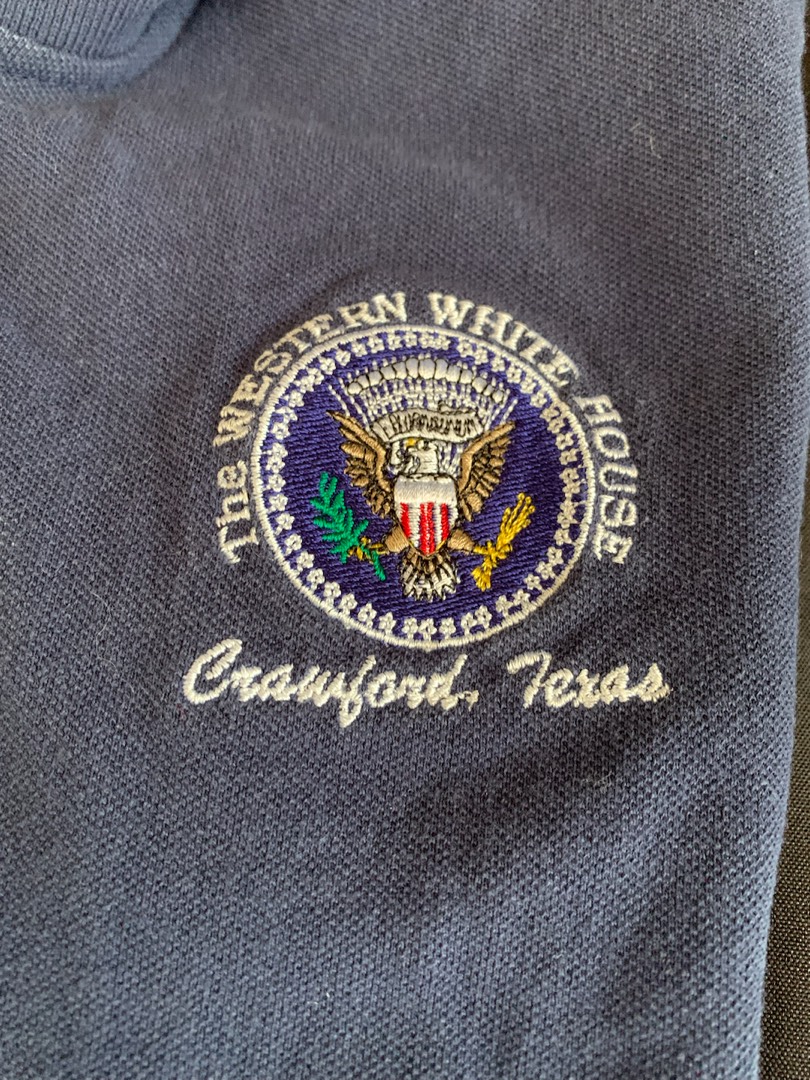 The WESTERN WHITE HOUSE
Crawford, Texas